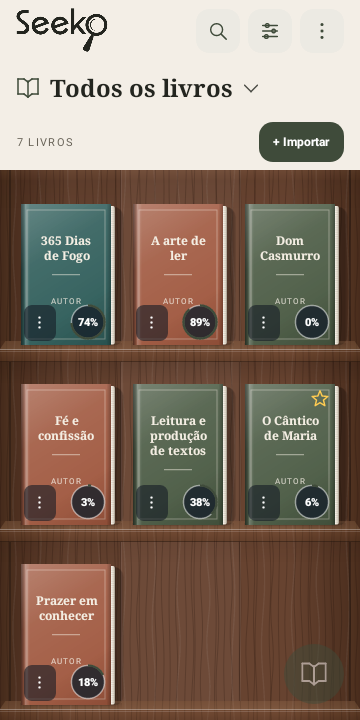 Seeko
Todos os livros
7 LIVROS
+ Importar
365 Dias
de Fogo
AUTOR
74%
A arte de
ler
AUTOR
89%
Dom
Casmurro
AUTOR
0%
Fé e
confissão
AUTOR
3%
Leitura e
produção
de textos
AUTOR
38%
O Cântico
de Maria
AUTOR
6%
Prazer em
conhecer
AUTOR
18%